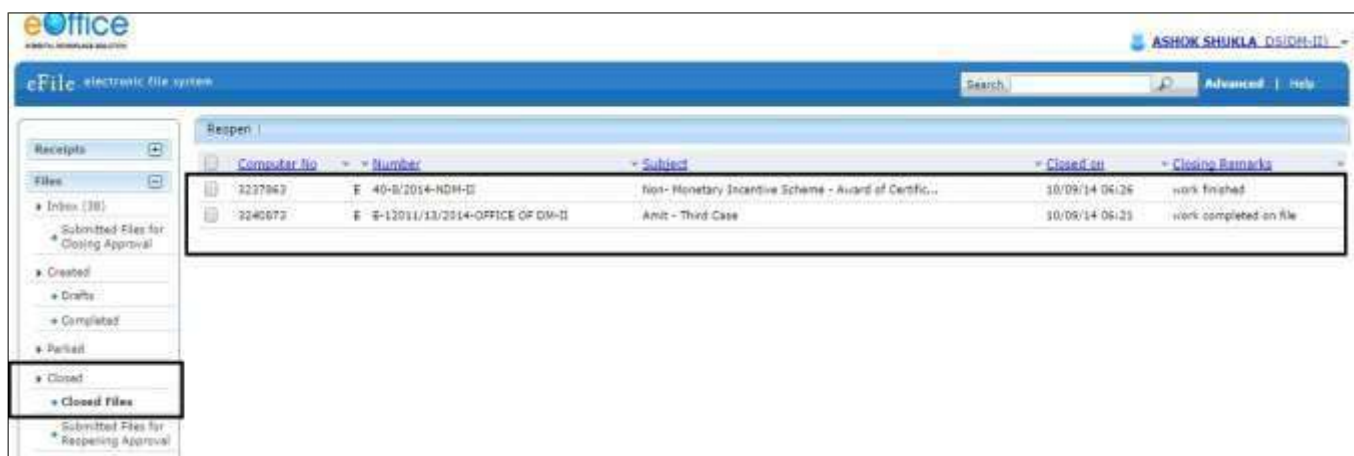 eOffice
A DIGITAL WORKPLACE SOLUTION
ASHOK SHUKLA DS(DM-II)
eFile electronic file system
Search
Advanced | Help
Reopen |
Receipts
Computer No Number Subject Closed on Closing Remarks
Files
3237863 E 40-8/2014-NDM-II Non- Monetary Incentive Scheme - Award of Certific... 10/09/14 06:26 work finished
Inbox (38)
3240873 E E-12011/13/2014-OFFICE OF DM-II Amit - Third Case 10/09/14 06:21 work completed on file
Submitted Files for
Closing Approval
Created
Drafts
Completed
Parked
Closed
Closed Files
Submitted Files for
Reopening Approval